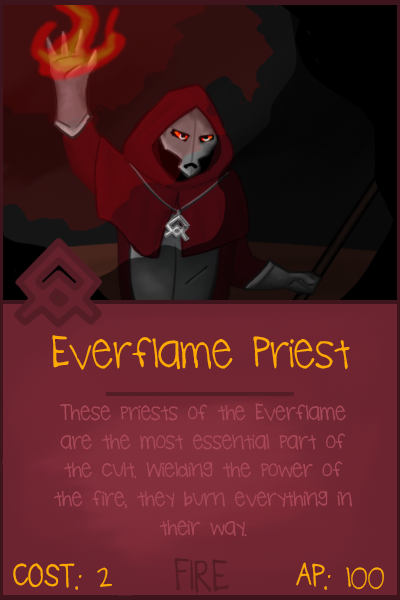 Everflame Priest
These priests of the Everflame
are the most essential part of
the cult. Wielding the power of
the fire, they burn everything in
their way.
COST: 2 FIRE AP: 100